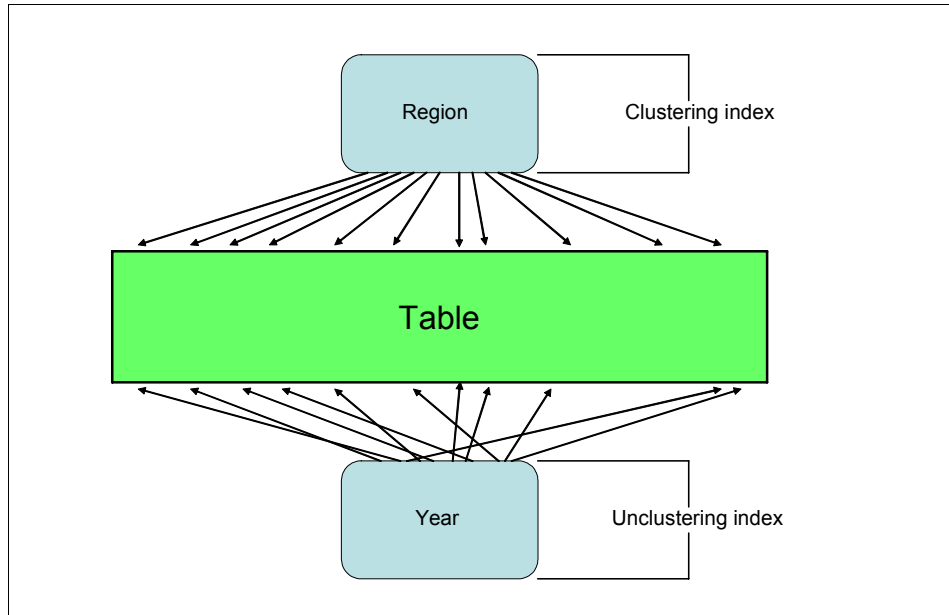 Region
Clustering index
Table
Year
Unclustering index